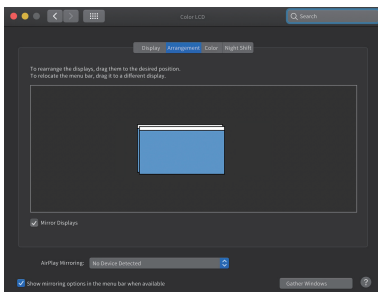 Color LCD
Search
Display Arrangement Color Night Shift
To rearrange the displays, drag them to the desired position.
To relocate the menu bar, drag it to a different display.
Mirror Displays
AirPlay Mirroring: No Device Detected
Show mirroring options in the menu bar when available
Gather Windows ?